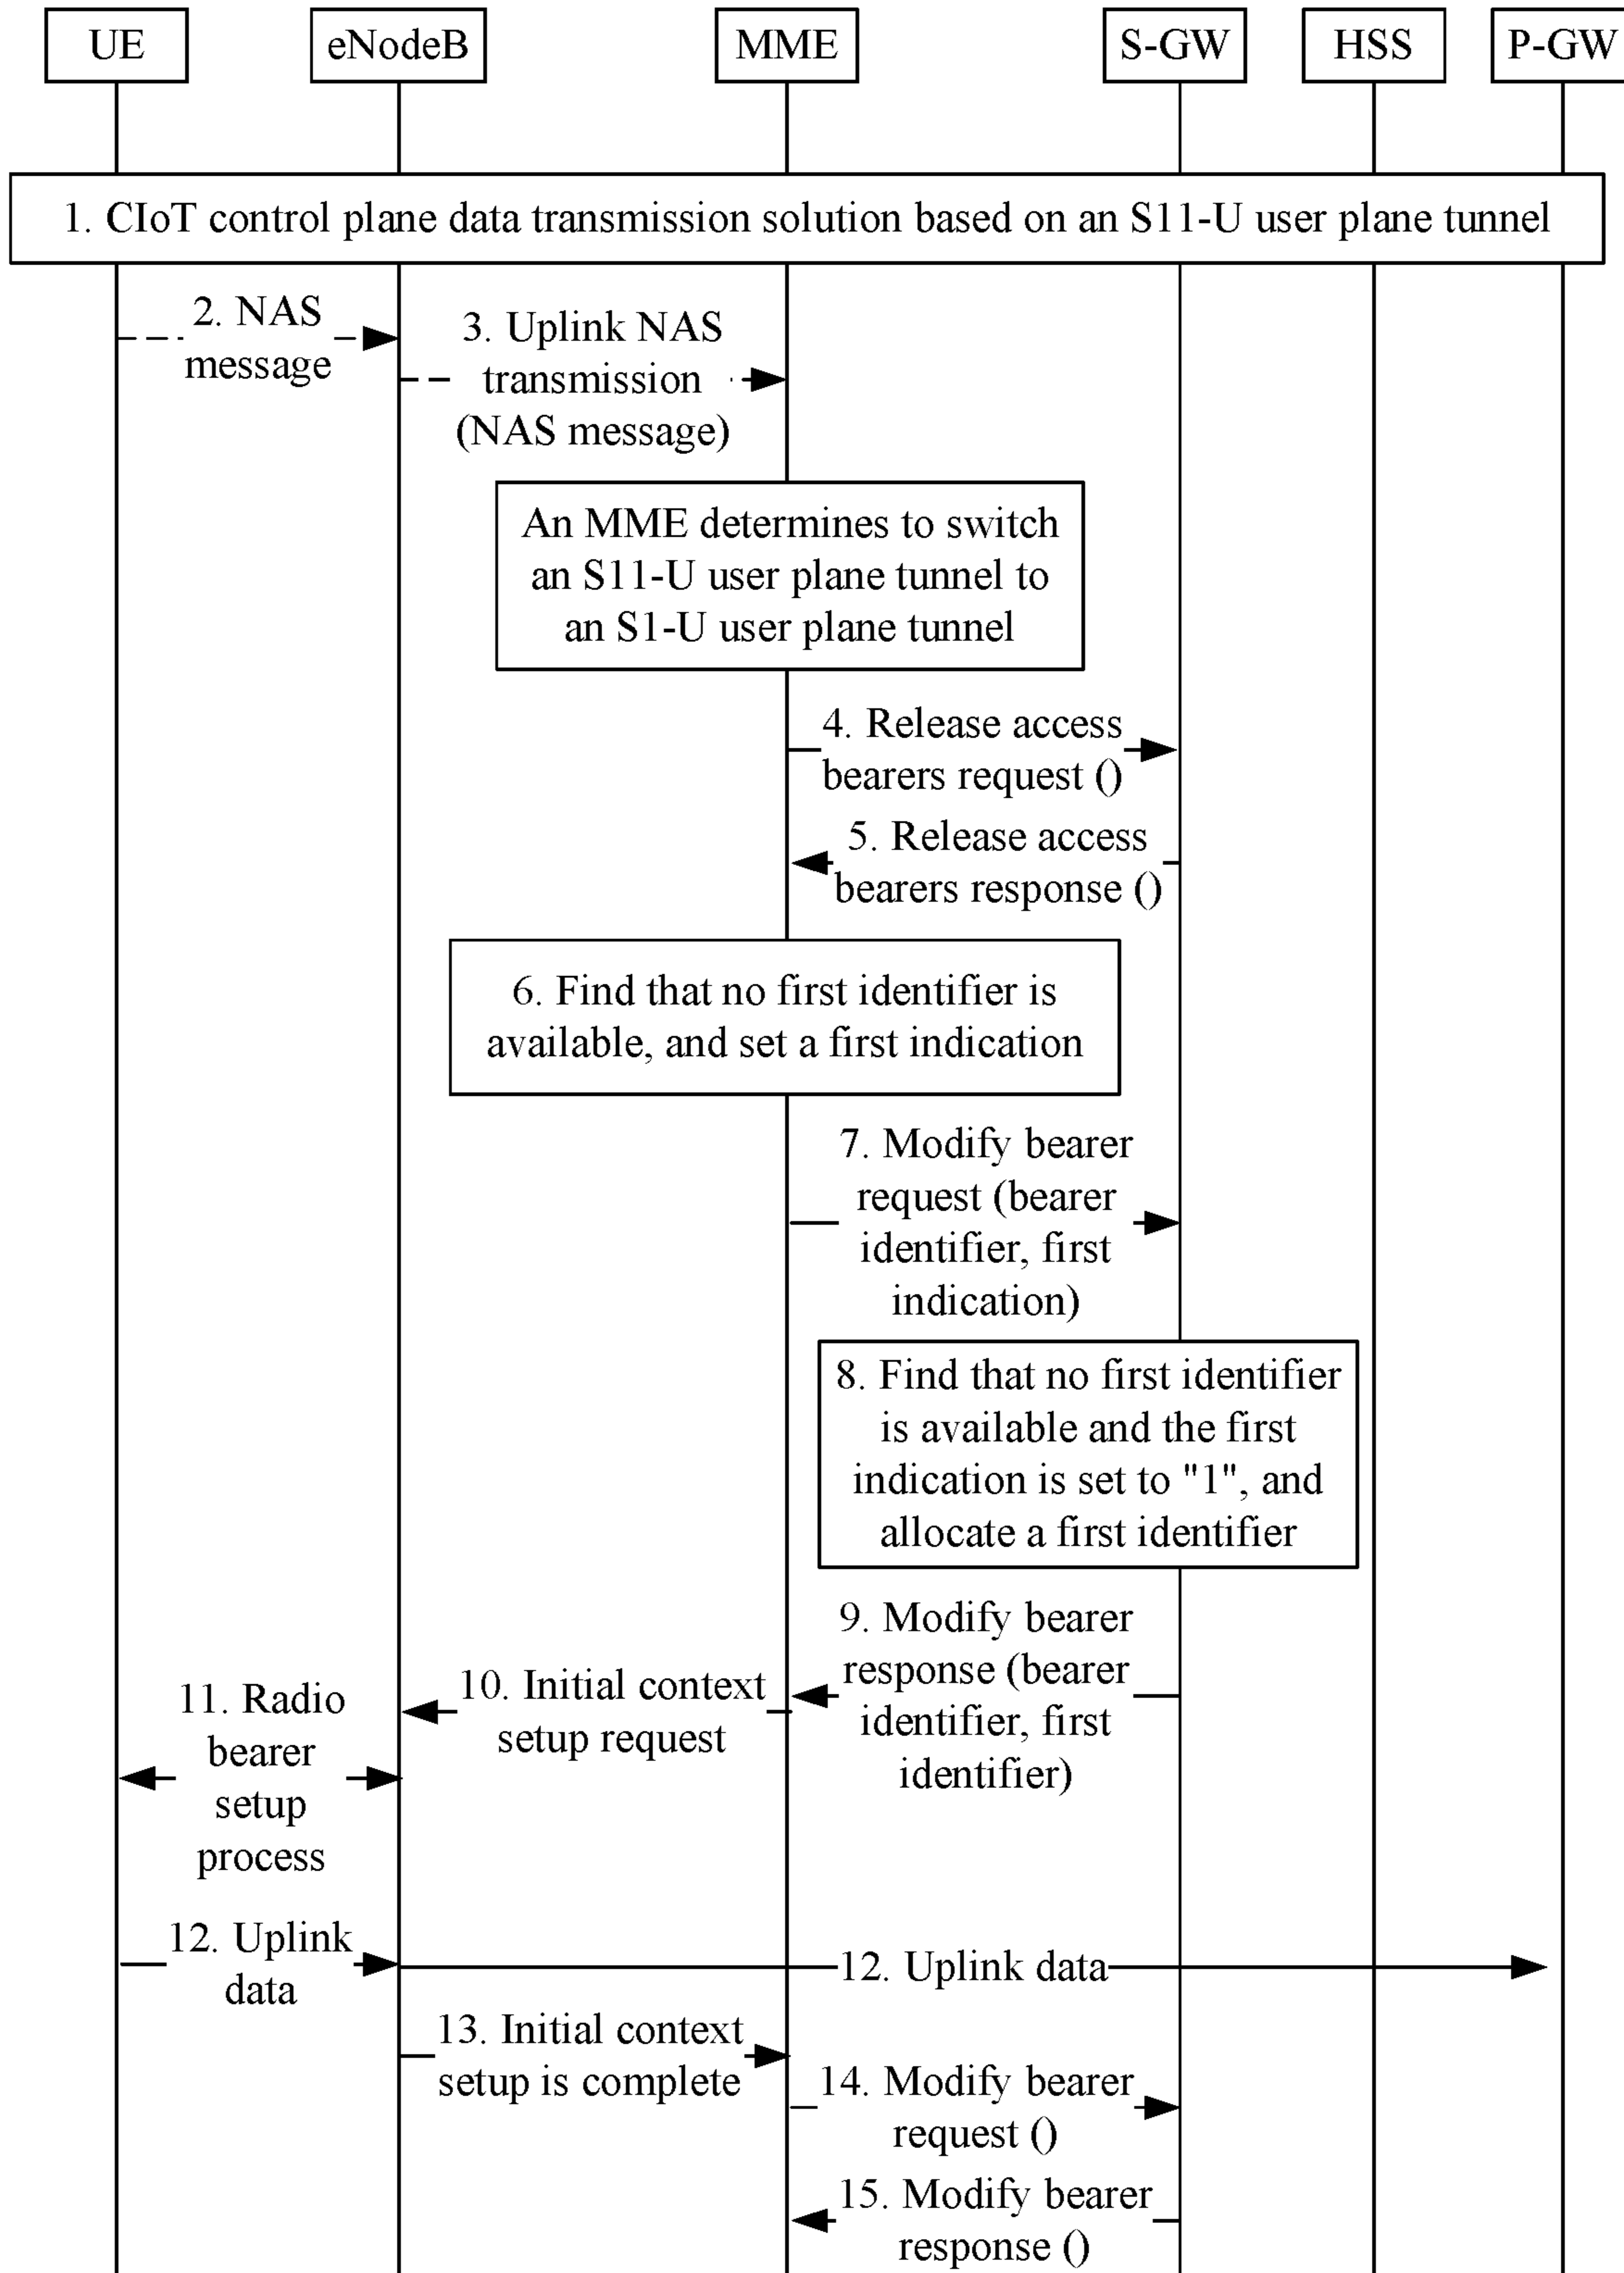 UE
eNodeB
MME
S-GW
HSS
P-GW
1. CIoT control plane data transmission solution based on an S11-U user plane tunnel
2. NAS
message
3. Uplink NAS
transmission
(NAS message)
An MME determines to switch
an S11-U user plane tunnel to
an S1-U user plane tunnel
4. Release access
bearers request ()
5. Release access
bearers response ()
6. Find that no first identifier is
available, and set a first indication
7. Modify bearer
request (bearer
identifier, first
indication)
8. Find that no first identifier
is available and the first
indication is set to "1", and
allocate a first identifier
9. Modify bearer
response (bearer
identifier, first
identifier)
10. Initial context
setup request
11. Radio
bearer
setup
process
12. Uplink
data
12. Uplink data
13. Initial context
setup is complete
14. Modify bearer
request ()
15. Modify bearer
response ()